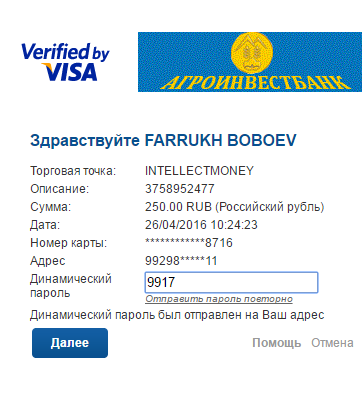 Verified by
VISA
АГРОИНВЕСТБАНК
Здравствуйте FARRUKH BOBOEV
Торговая точка: INTELLECTMONEY
Описание: 3758952477
Сумма: 250.00 RUB (Российский рубль)
Дата: 26/04/2016 10:24:23
Номер карты: ************8716
Адрес 99298*****11
Динамический
пароль 9917
Отправить пароль повторно
Динамический пароль был отправлен на Ваш адрес
Далее Помощь Отмена